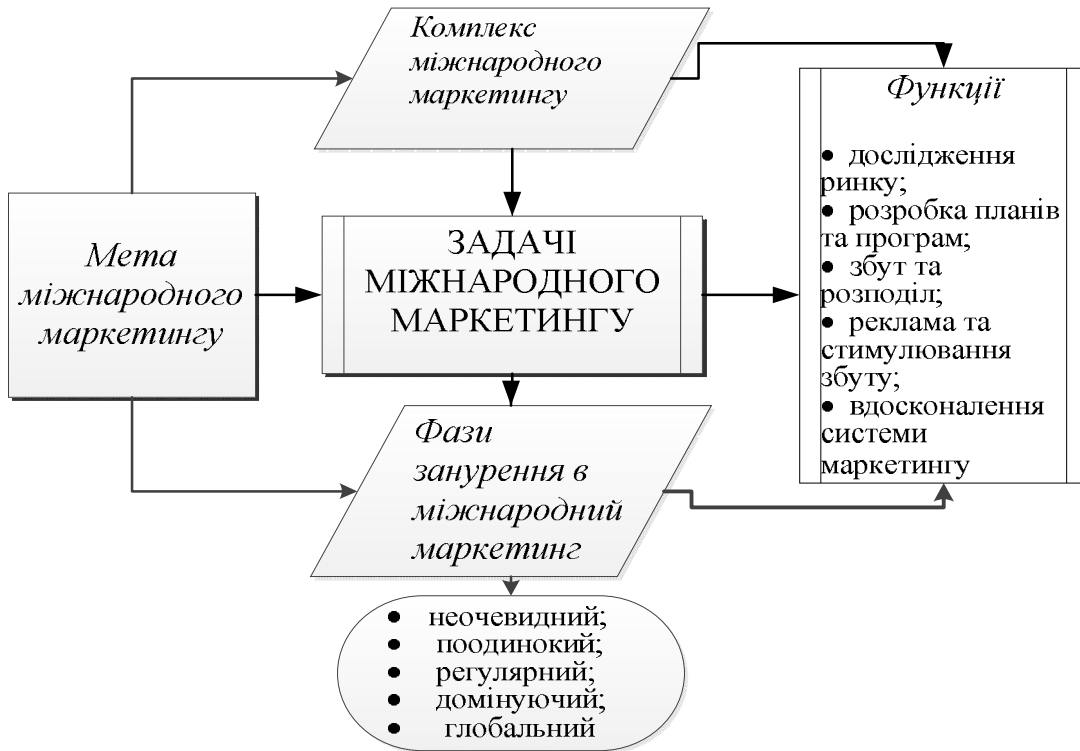 Комплекс
міжнародного
маркетингу
Функції
● дослідження
ринку;
● розробка планів
та програм;
● збут та
розподіл;
● реклама та
стимулювання
збуту;
● вдосконалення
системи
маркетингу
Мета
міжнародного
маркетингу
ЗАДАЧІ
МІЖНАРОДНОГО
МАРКЕТИНГУ
Фази
занурення в
міжнародний
маркетинг
● неочевидний;
● поодинокий;
● регулярний;
● домінуючий;
● глобальний